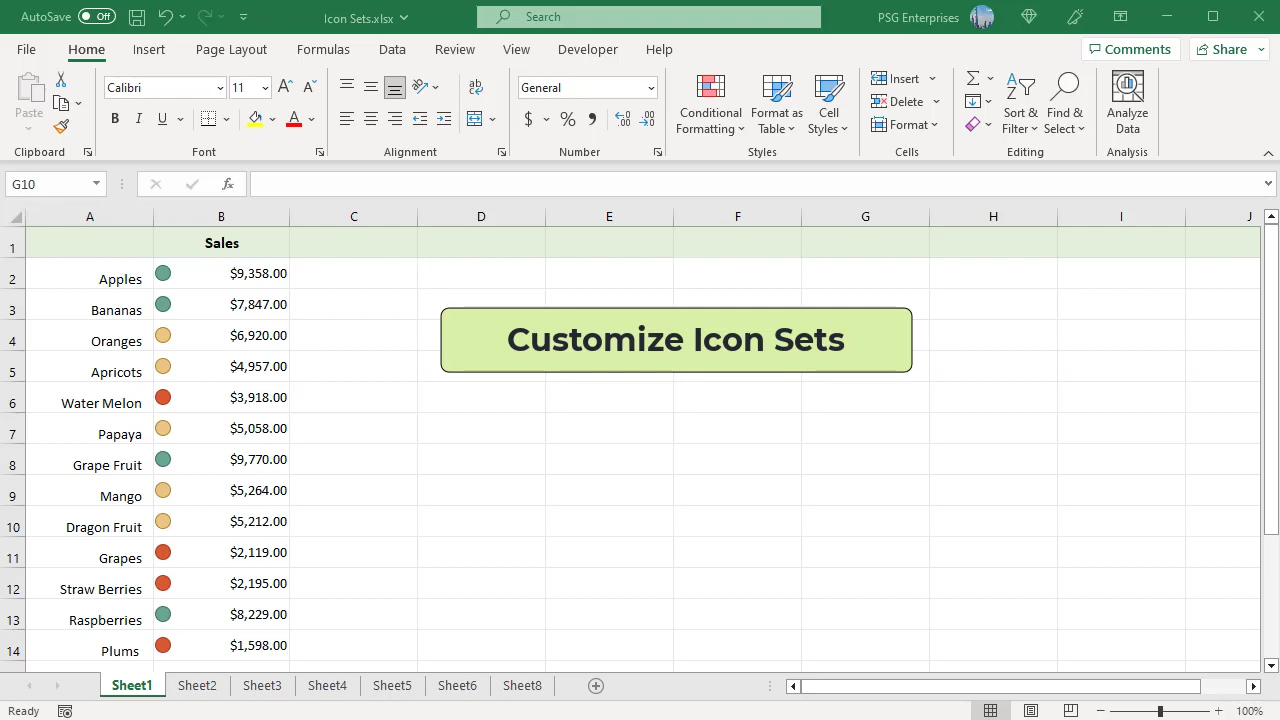 AutoSave Off
Icon Sets.xlsx
Search
PSG Enterprises
File Home Insert Page Layout Formulas Data Review View Developer Help
Comments Share
Paste
Calibri 11
B I U
A A
General
$ % ,
Conditional Formatting
Format as Table
Cell Styles
Insert
Delete
Format
Sort & Filter
Find & Select
Analyze Data
Clipboard Font Alignment Number Styles Cells Editing Analysis
G10 fx
A B C D E F G H I J
1 Sales
2 Apples $9,358.00
3 Bananas $7,847.00
4 Oranges $6,920.00
Customize Icon Sets
5 Apricots $4,957.00
6 Water Melon $3,918.00
7 Papaya $5,058.00
8 Grape Fruit $9,770.00
9 Mango $5,264.00
10 Dragon Fruit $5,212.00
11 Grapes $2,119.00
12 Straw Berries $2,195.00
13 Raspberries $8,229.00
14 Plums $1,598.00
Sheet1 Sheet2 Sheet3 Sheet4 Sheet5 Sheet6 Sheet8
Ready 100%